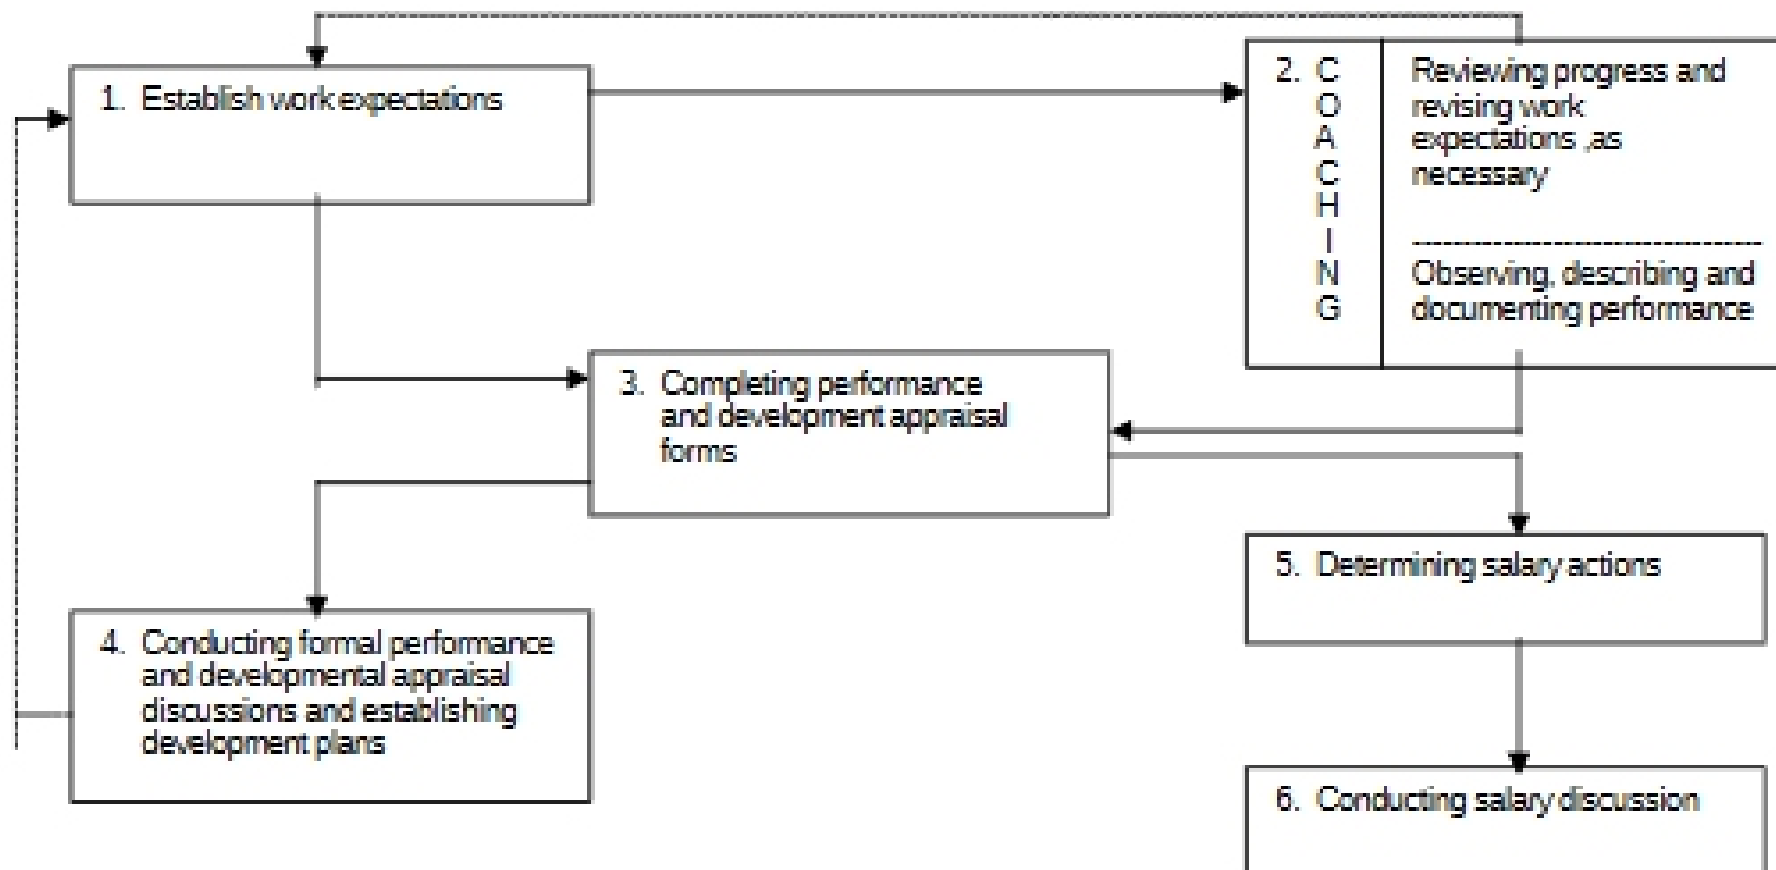 1. Establish work expectations
2. C
O
A
C
H
I
N
G
Reviewing progress and
revising work
expectations ,as
necessary
Observing, describing and
documenting performance
3. Completing performance
and development appraisal
forms
4. Conducting formal performance
and developmental appraisal
discussions and establishing
development plans
5. Determining salary actions
6. Conducting salary discussion